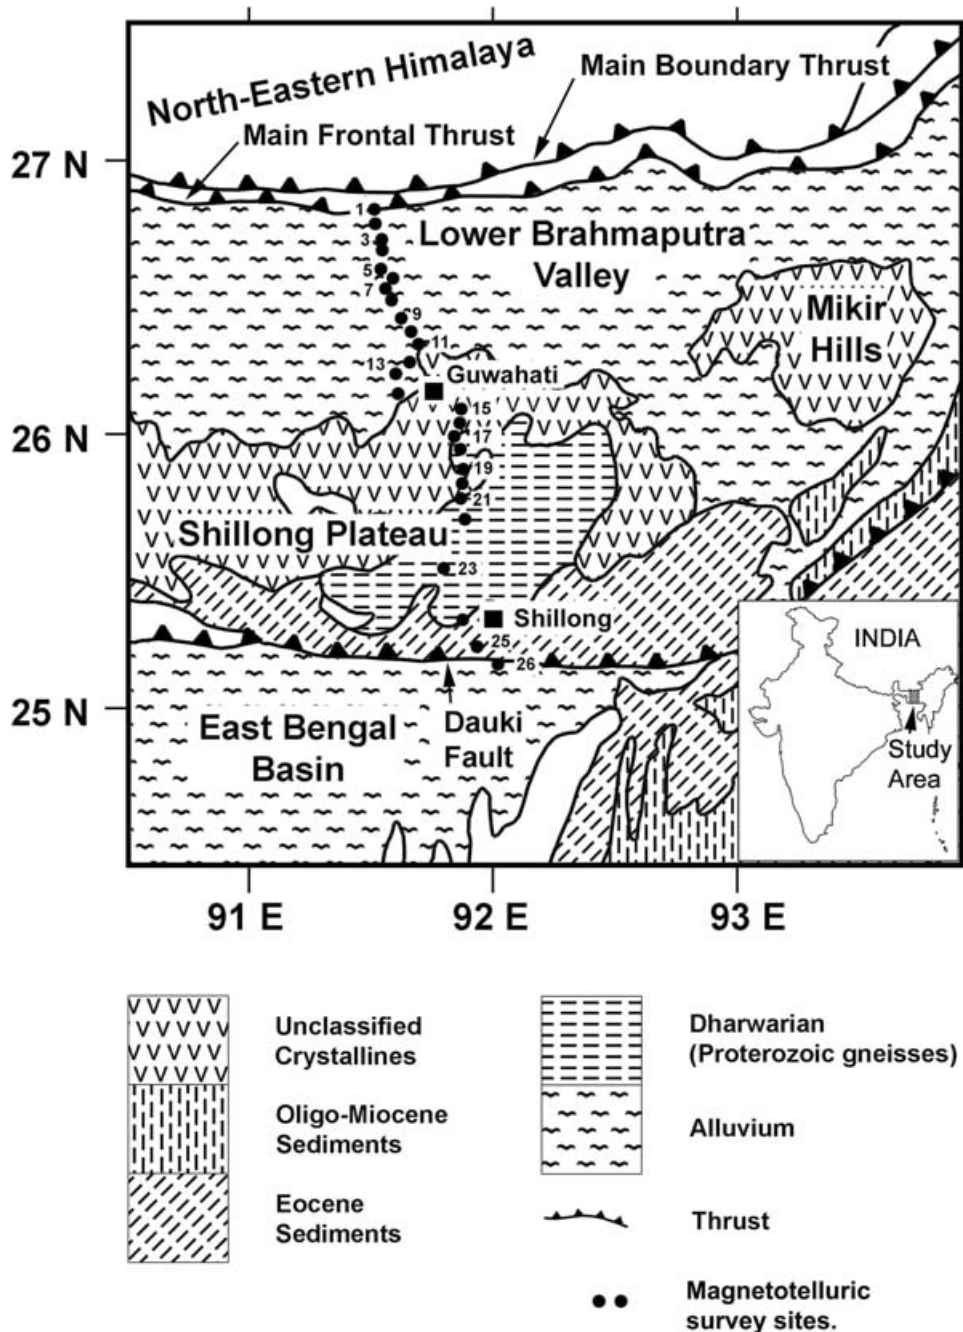 North-Eastern Himalaya
Main Boundary Thrust
Main Frontal Thrust
27 N
1
3
5
7
9
11
13
Lower Brahmaputra
Valley
Mikir
Hills
Guwahati
15
26 N
17
19
21
Shillong Plateau
23
Shillong
25
26
INDIA
Study
Area
25 N
East Bengal
Basin
Dauki
Fault
91 E
92 E
93 E
Unclassified
Crystallines
Oligo-Miocene
Sediments
Eocene
Sediments
Dharwarian
(Proterozoic gneisses)
Alluvium
Thrust
Magnetotelluric
survey sites.